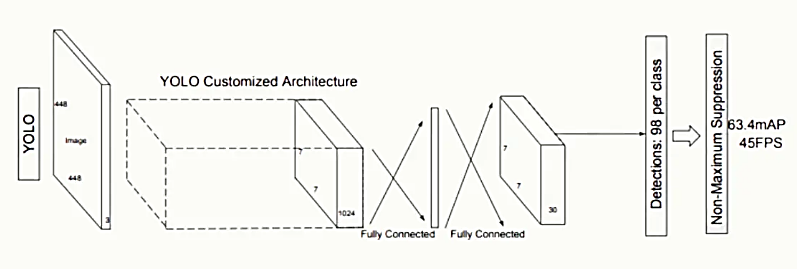 YOLO Customized Architecture
YOLO
448
Image
448
3
7
7
1024
Fully Connected
Fully Connected
7
7
30
Detections: 98 per class
Non-Maximum Suppression
63.4mAP
45FPS